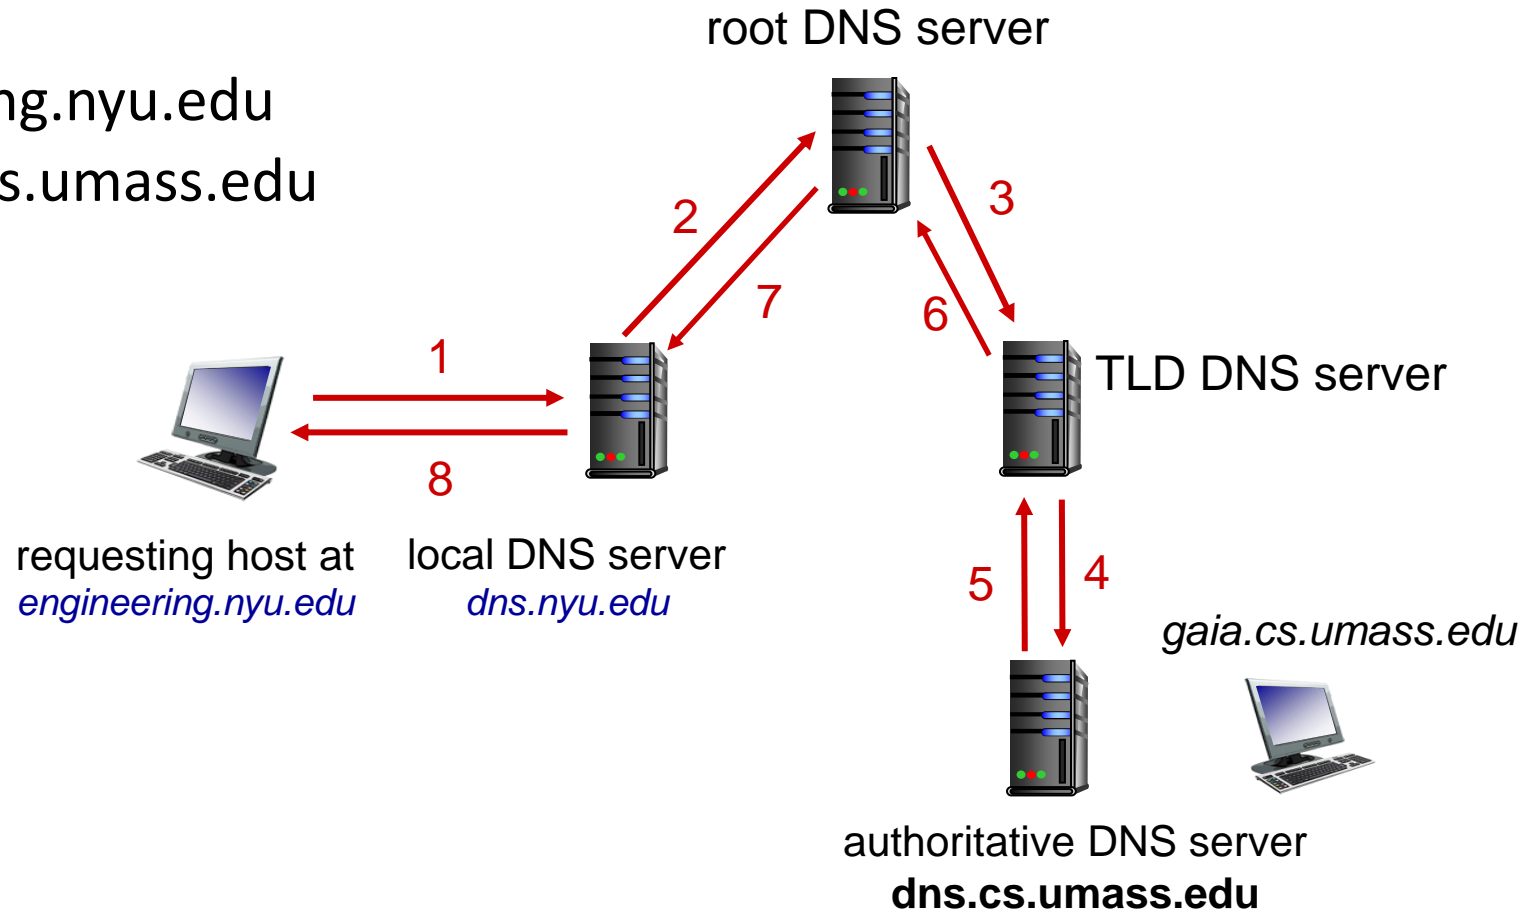 root DNS server
ng.nyu.edu
s.umass.edu
2
3
7
6
1
TLD DNS server
8
requesting host at
engineering.nyu.edu
local DNS server
dns.nyu.edu
5
4
gaia.cs.umass.edu
authoritative DNS server
dns.cs.umass.edu